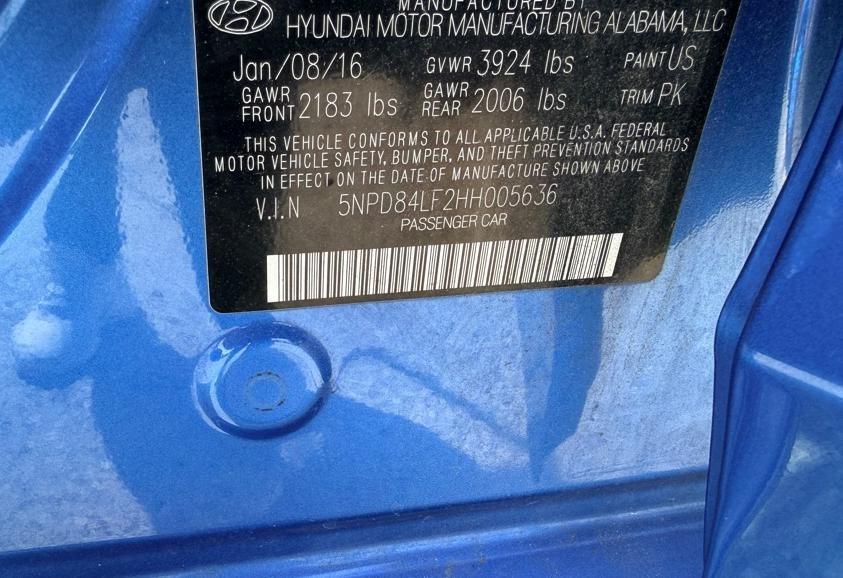 MANUFACTURED BY
HYUNDAI MOTOR MANUFACTURING ALABAMA, LLC
Jan/08/16 GVWR 3924 lbs PAINT US
GAWR FRONT 2183 lbs GAWR REAR 2006 lbs TRIM PK
THIS VEHICLE CONFORMS TO ALL APPLICABLE U.S.A. FEDERAL
MOTOR VEHICLE SAFETY, BUMPER, AND THEFT PREVENTION STANDARDS
IN EFFECT ON THE DATE OF MANUFACTURE SHOWN ABOVE
V.I.N 5NPD84LF2HH005636
PASSENGER CAR